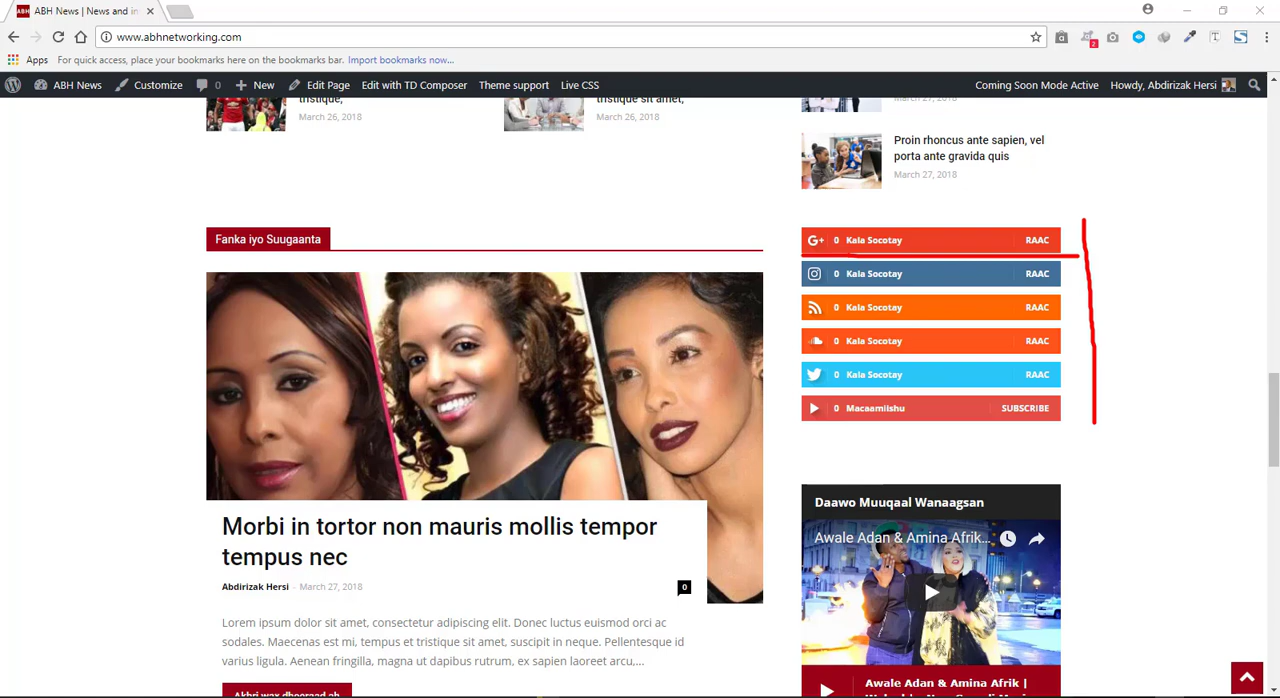 ABH News | News and in
www.abhnetworking.com
2
Apps For quick access, place your bookmarks here on the bookmarks bar. Import bookmarks now...
ABH News Customize 0 New Edit Page Edit with TD Composer Theme support Live CSS Coming Soon Mode Active Howdy, Abdirizak Hersi
tristique,
March 26, 2018
tristique sit amet,
March 26, 2018
March 27, 2018
Proin rhoncus ante sapien, vel
porta ante gravida quis
March 27, 2018
Fanka iyo Suugaanta
G+ 0 Kala Socotay RAAC
0 Kala Socotay RAAC
0 Kala Socotay RAAC
0 Kala Socotay RAAC
0 Kala Socotay RAAC
0 Macaamiishu SUBSCRIBE
Morbi in tortor non mauris mollis tempor
tempus nec
Abdirizak Hersi - March 27, 2018
0
Lorem ipsum dolor sit amet, consectetur adipiscing elit. Donec luctus euismod orci ac
sodales. Maecenas est mi, tempus et tristique sit amet, suscipit in neque. Pellentesque id
varius ligula. Aenean fringilla, magna ut dapibus rutrum, ex sapien laoreet arcu,...
Akhri wax dheeraad ah
Daawo Muuqaal Wanaagsan
Awale Adan & Amina Afrik...
Awale Adan & Amina Afrik |